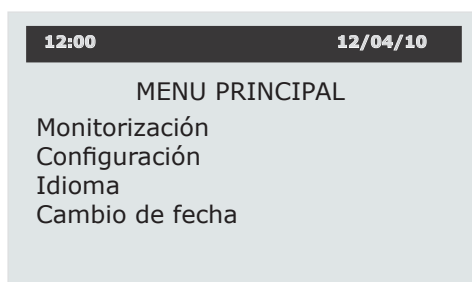 12:00 12/04/10
MENU PRINCIPAL
Monitorización
Configuración
Idioma
Cambio de fecha